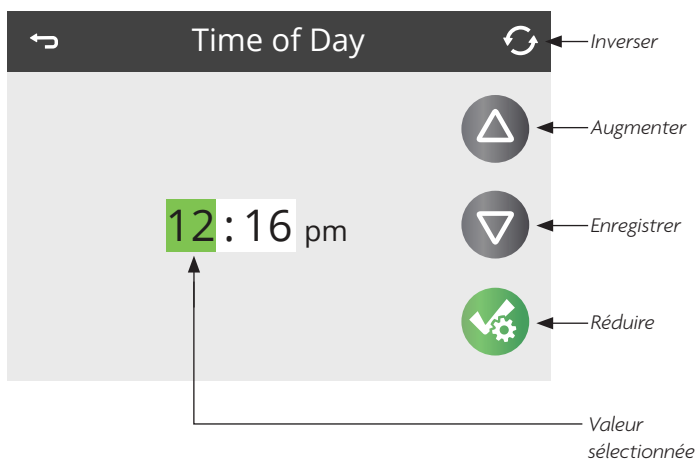 Time of Day
Inverser
Augmenter
12 : 16 pm
Enregistrer
Réduire
Valeur
sélectionnée